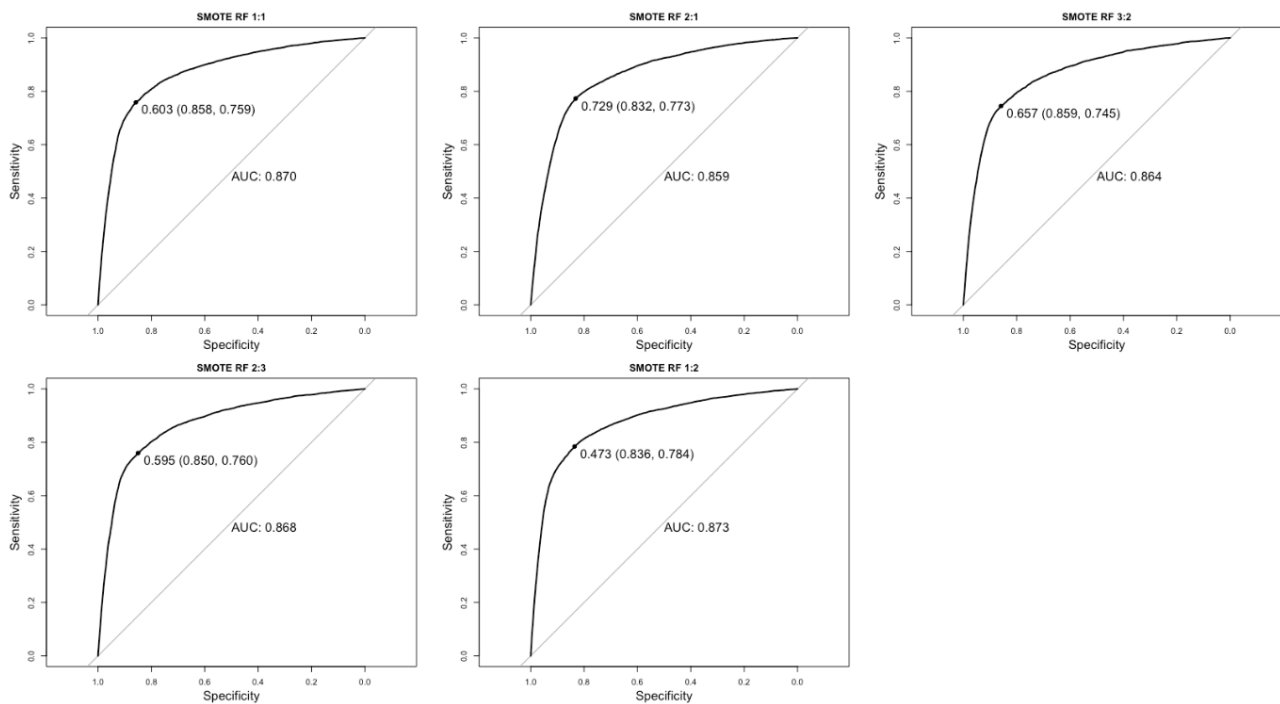 SMOTE RF 1:1
1.0
0.8
0.6
0.4
0.2
0.0
Sensitivity
0.603 (0.858, 0.759)
AUC: 0.870
1.0 0.8 0.6 0.4 0.2 0.0
Specificity
SMOTE RF 2:1
1.0
0.8
0.6
0.4
0.2
0.0
Sensitivity
0.729 (0.832, 0.773)
AUC: 0.859
1.0 0.8 0.6 0.4 0.2 0.0
Specificity
SMOTE RF 3:2
1.0
0.8
0.6
0.4
0.2
0.0
Sensitivity
0.657 (0.859, 0.745)
AUC: 0.864
1.0 0.8 0.6 0.4 0.2 0.0
Specificity
SMOTE RF 2:3
1.0
0.8
0.6
0.4
0.2
0.0
Sensitivity
0.595 (0.850, 0.760)
AUC: 0.868
1.0 0.8 0.6 0.4 0.2 0.0
Specificity
SMOTE RF 1:2
1.0
0.8
0.6
0.4
0.2
0.0
Sensitivity
0.473 (0.836, 0.784)
AUC: 0.873
1.0 0.8 0.6 0.4 0.2 0.0
Specificity